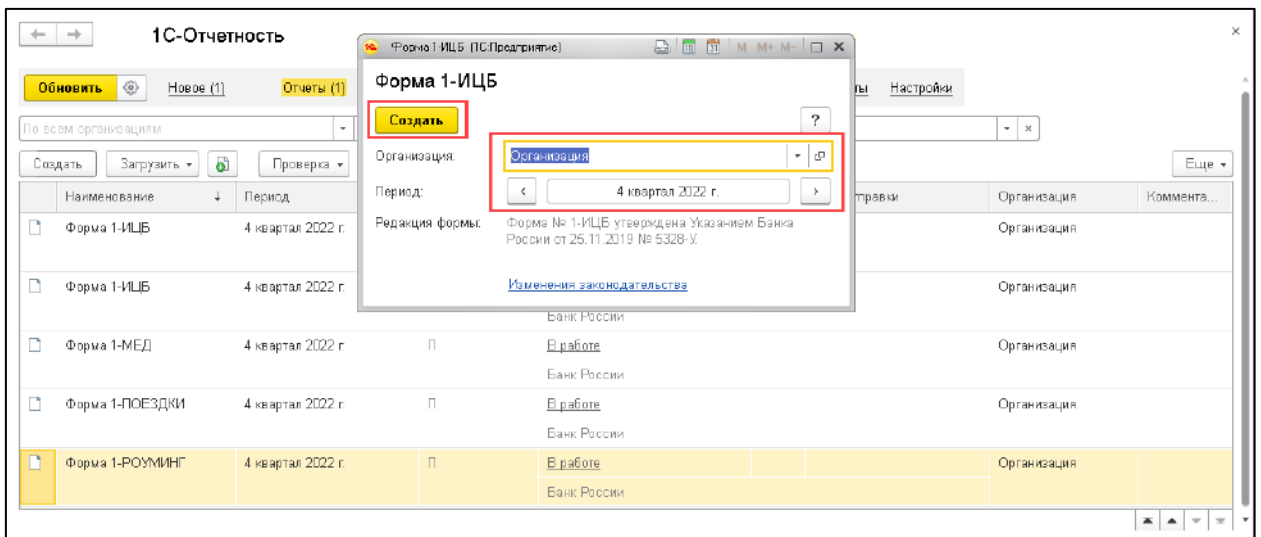 1С-Отчетность
Форма 1-ИЦБ (1С:Предприятие)
M M+ M-
Форма 1-ИЦБ
Обновить
Новое (1)
Отчеты (1)
Настройки
Создать
?
По всем организациям
Организация:
Организация
Создать
Загрузить
Проверка
Еще
Период:
4 квартал 2022 г.
Наименование
Период
Организация
Коммента...
Редакция формы:
Форма № 1-ИЦБ утверждена Указанием Банка
России от 25.11.2019 № 5328-У.
Форма 1-ИЦБ
4 квартал 2022 г.
Организация
Изменения законодательства
Форма 1-ИЦБ
4 квартал 2022 г.
Организация
Банк России
Форма 1-МЕД
4 квартал 2022 г.
П
В работе
Организация
Банк России
Форма 1-ПОЕЗДКИ
4 квартал 2022 г.
П
В работе
Организация
Банк России
Форма 1-РОУМИНГ
4 квартал 2022 г.
П
В работе
Организация
Банк России